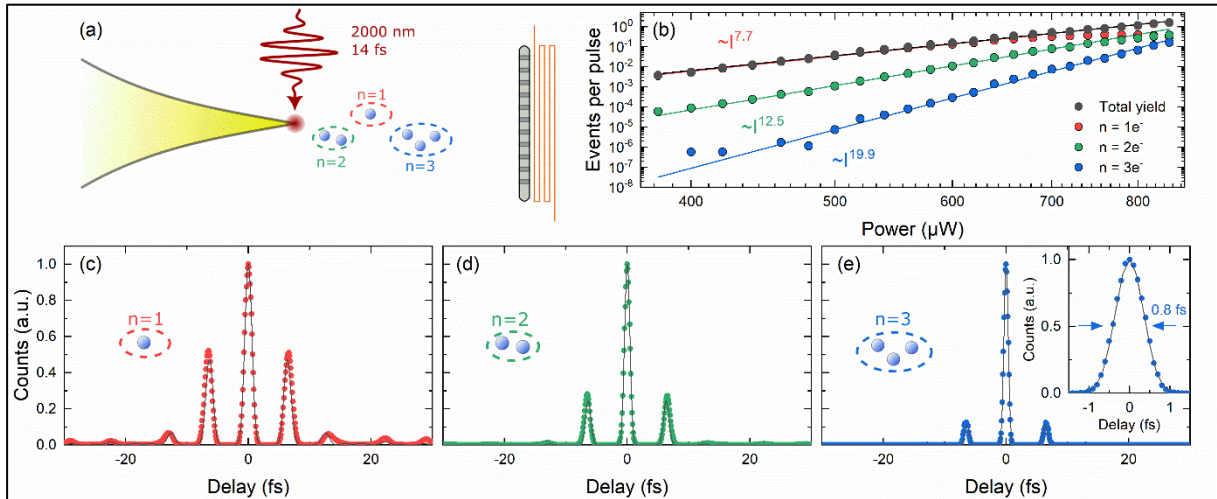 (a)
2000 nm
14 fs
n=1
n=2
n=3
(b)
~I^7.7
~I^12.5
~I^19.9
Events per pulse
10^0
10^-1
10^-2
10^-3
10^-4
10^-5
10^-6
10^-7
10^-8
Total yield
n = 1e^-
n = 2e^-
n = 3e^-
400
500
600
700
800
Power (µW)
(c)
n=1
Counts (a.u.)
1.0
0.8
0.6
0.4
0.2
0.0
-20
0
20
Delay (fs)
(d)
n=2
-20
0
20
Delay (fs)
(e)
n=3
-20
0
20
Delay (fs)
Counts (a.u.)
1.0
0.5
0.0
0.8 fs
-1
0
1
Delay (fs)